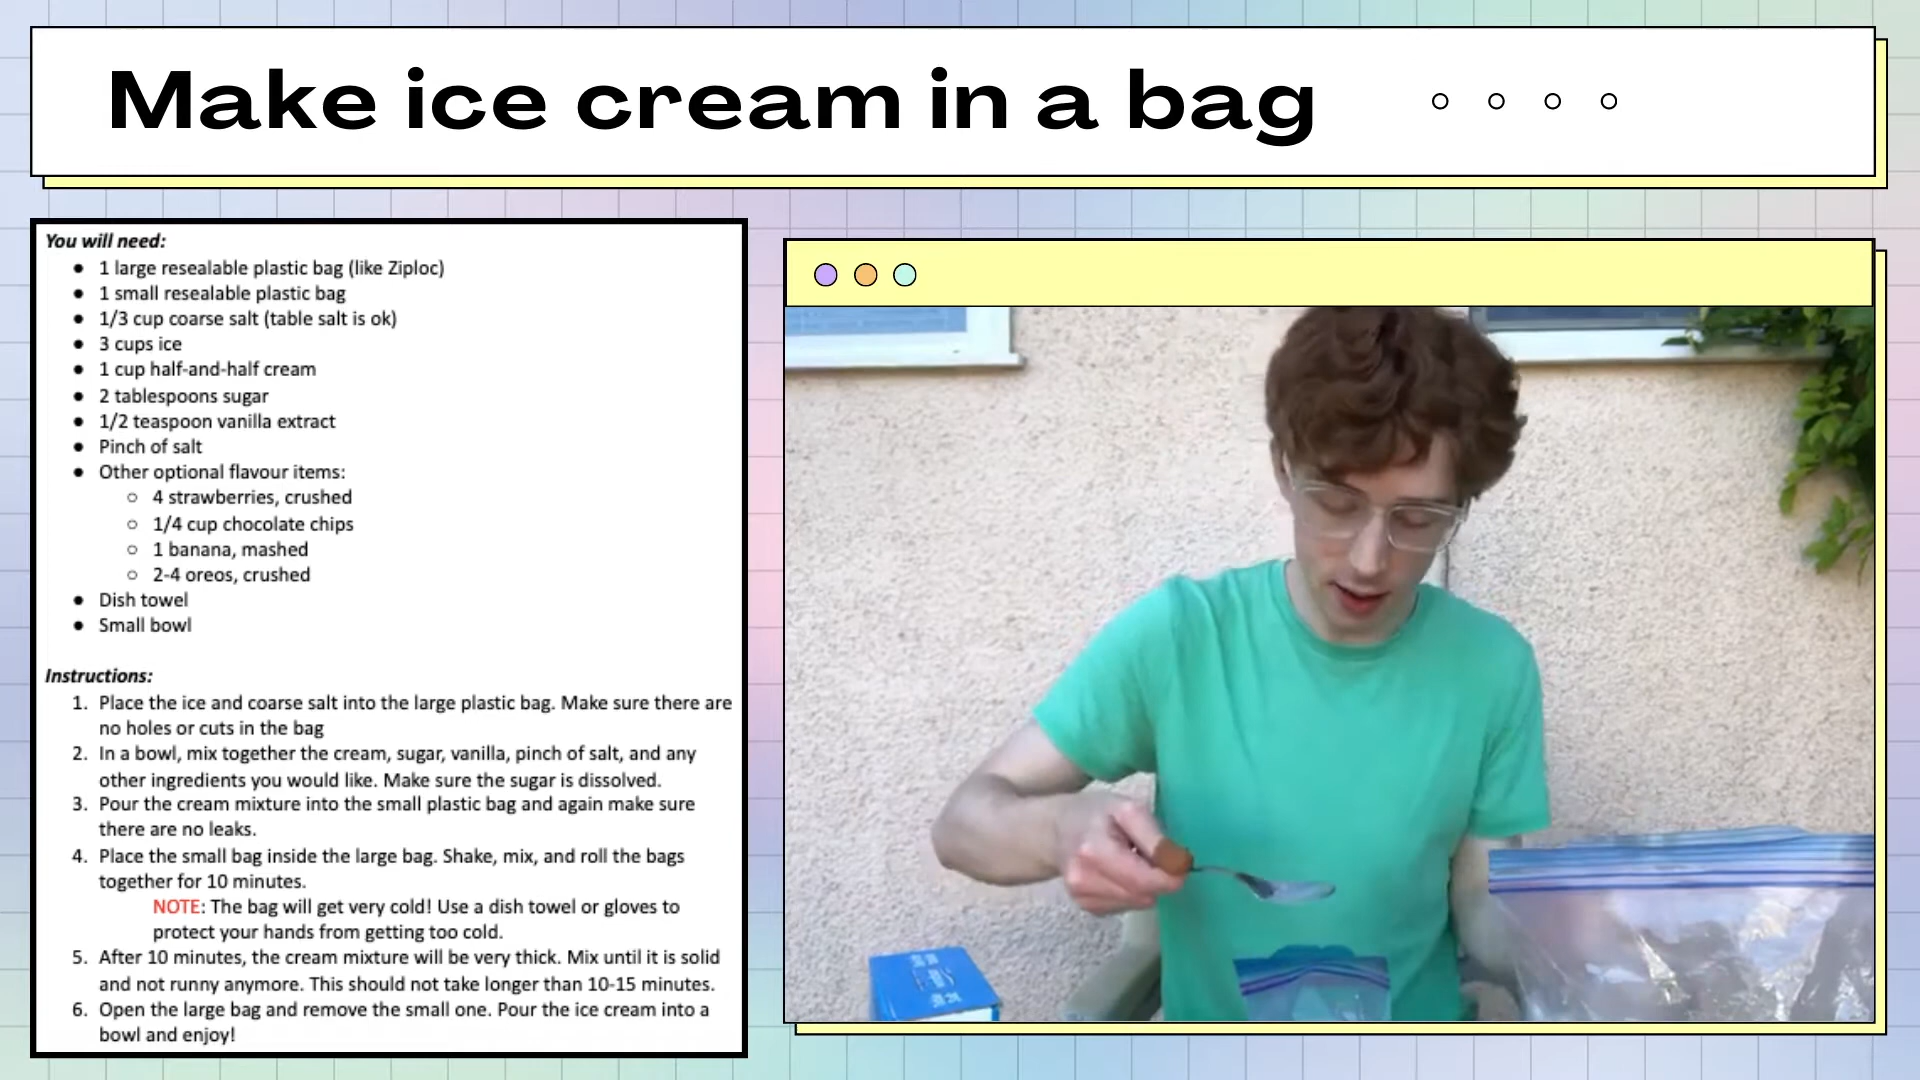 Make ice cream in a bag
You will need:
● 1 large resealable plastic bag (like Ziploc)
● 1 small resealable plastic bag
● 1/3 cup coarse salt (table salt is ok)
● 3 cups ice
● 1 cup half-and-half cream
● 2 tablespoons sugar
● 1/2 teaspoon vanilla extract
● Pinch of salt
● Other optional flavour items:
○ 4 strawberries, crushed
○ 1/4 cup chocolate chips
○ 1 banana, mashed
○ 2-4 oreos, crushed
● Dish towel
● Small bowl
Instructions:
1. Place the ice and coarse salt into the large plastic bag. Make sure there are
no holes or cuts in the bag
2. In a bowl, mix together the cream, sugar, vanilla, pinch of salt, and any
other ingredients you would like. Make sure the sugar is dissolved.
3. Pour the cream mixture into the small plastic bag and again make sure
there are no leaks.
4. Place the small bag inside the large bag. Shake, mix, and roll the bags
together for 10 minutes.
NOTE: The bag will get very cold! Use a dish towel or gloves to
protect your hands from getting too cold.
5. After 10 minutes, the cream mixture will be very thick. Mix until it is solid
and not runny anymore. This should not take longer than 10-15 minutes.
6. Open the large bag and remove the small one. Pour the ice cream into a
bowl and enjoy!